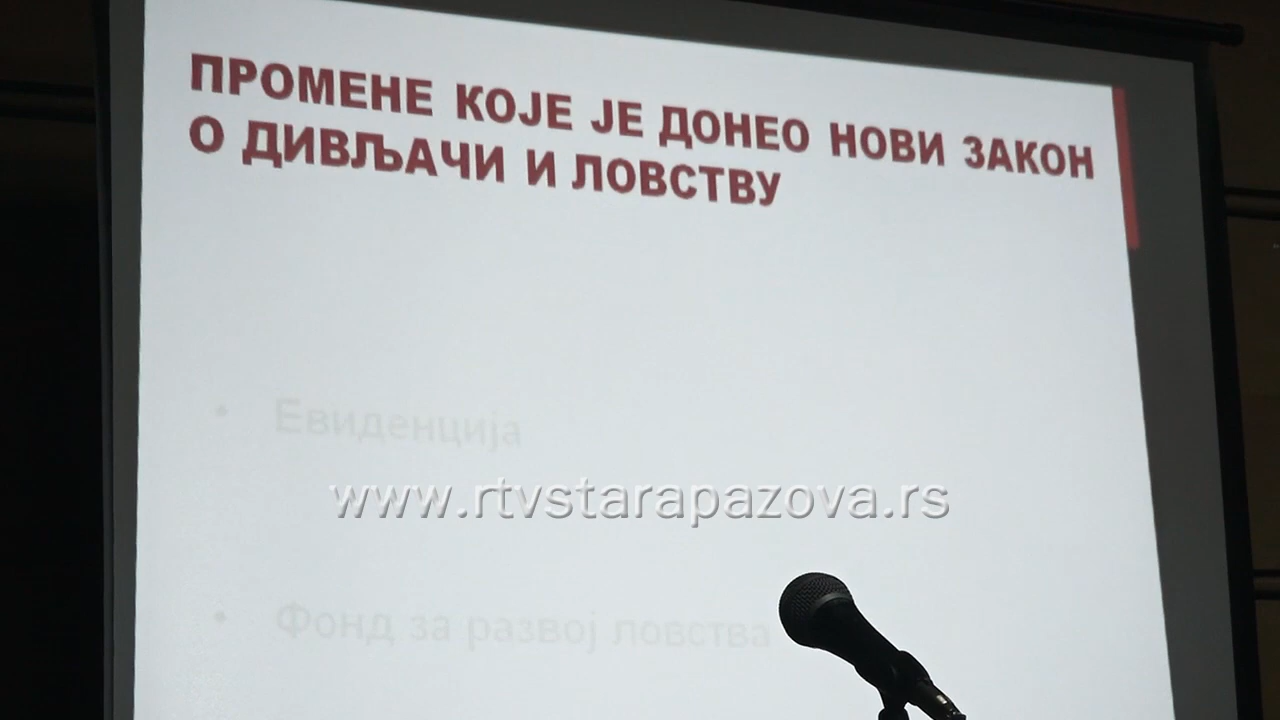 ПРОМЕНЕ КОЈЕ ЈЕ ДОНЕО НОВИ ЗАКОН
О ДИВЉАЧИ И ЛОВСТВУ
• Евиденција
www.rtvstarapazova.rs
• Фонд за развој ловства